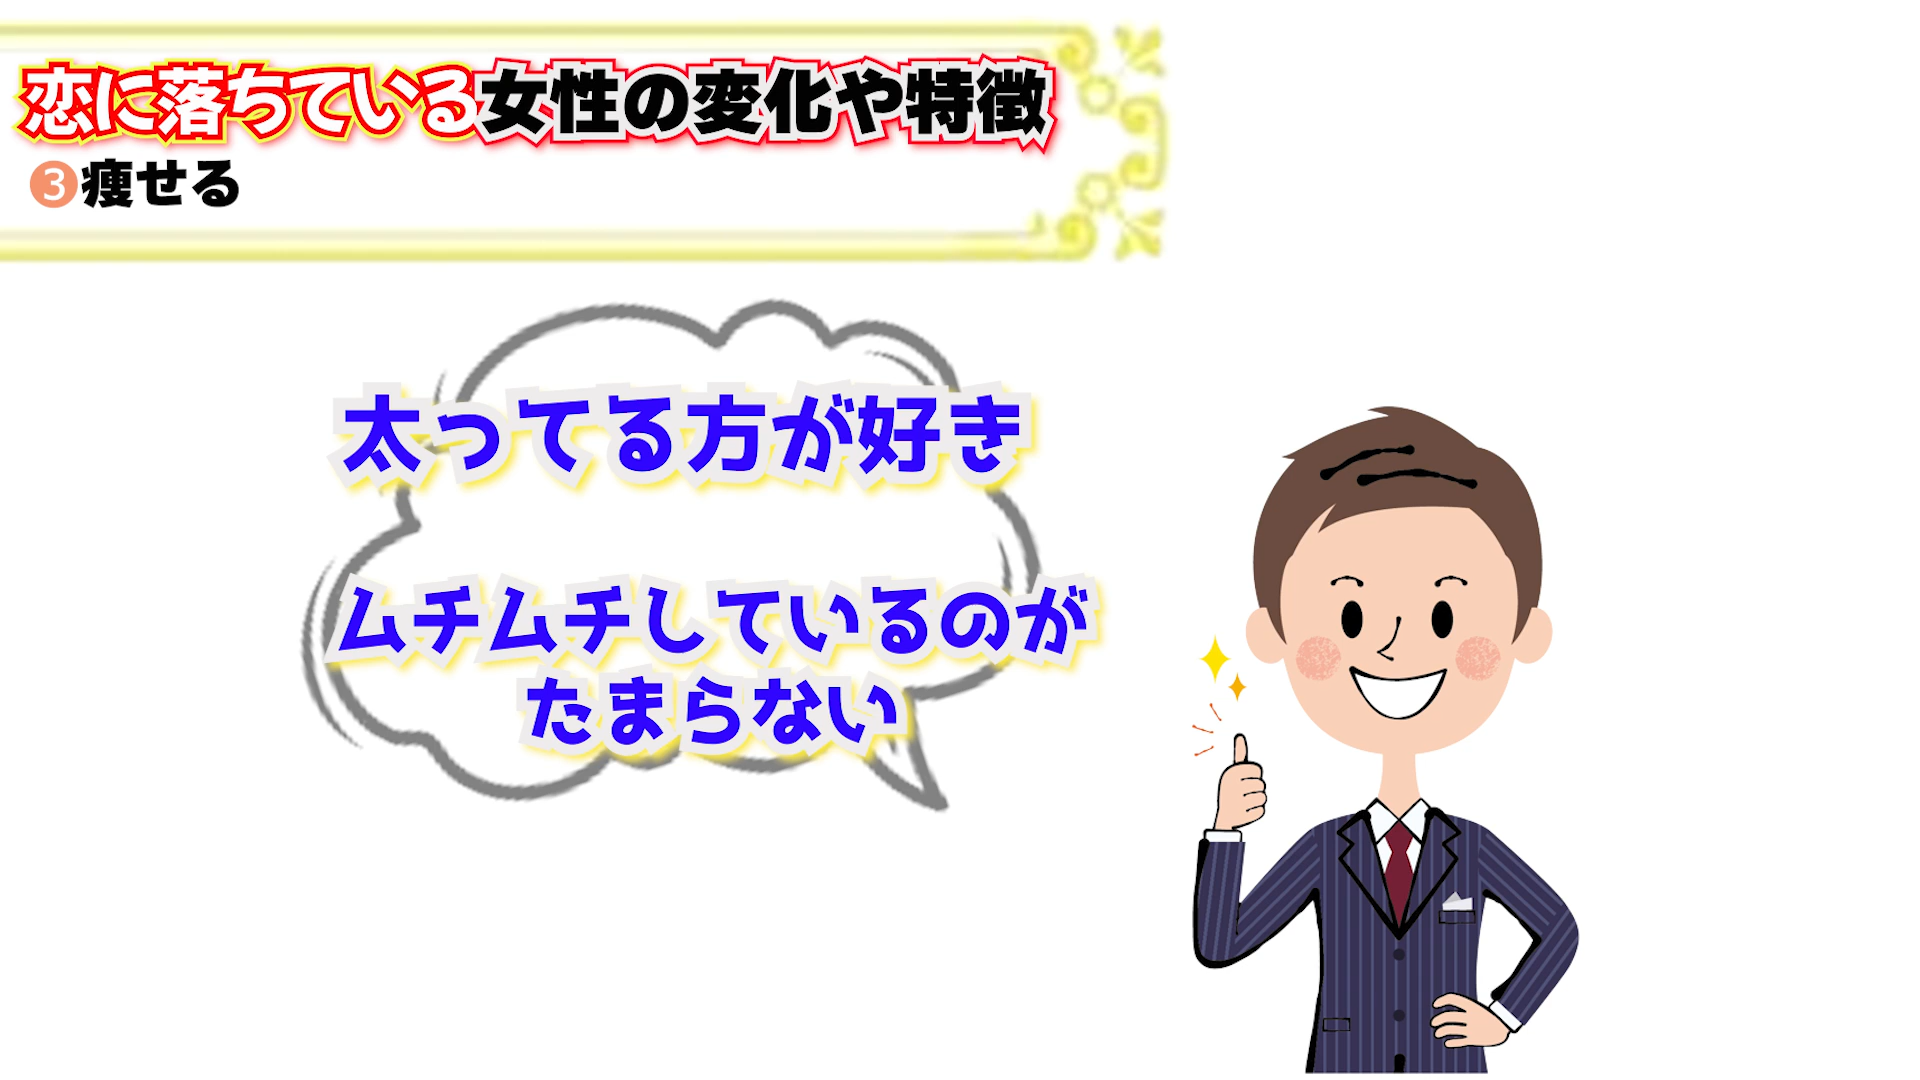 恋に落ちている女性の変化や特徴
❸痩せる
太ってる方が好き
ムチムチしているのが
たまらない